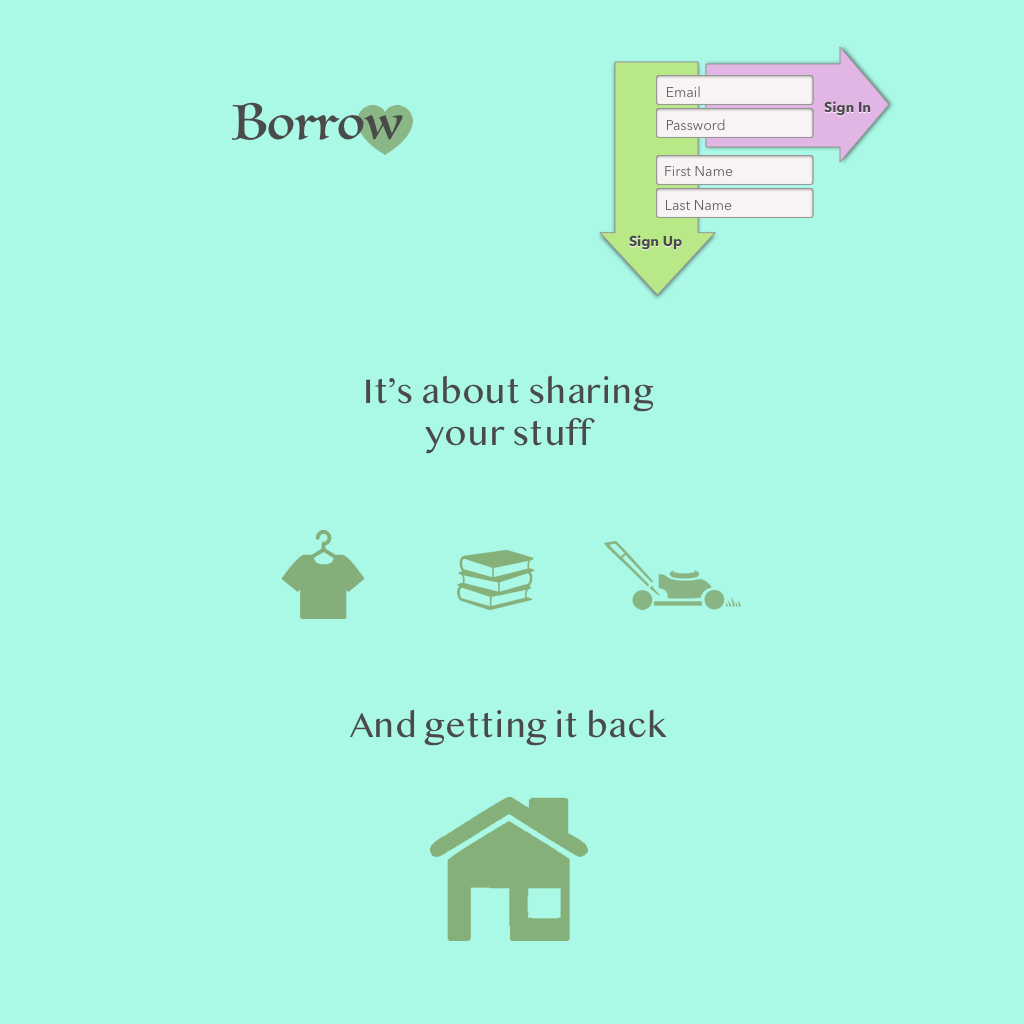 Borrow
Email
Password
Sign In
First Name
Last Name
Sign Up
It's about sharing
your stuff
And getting it back